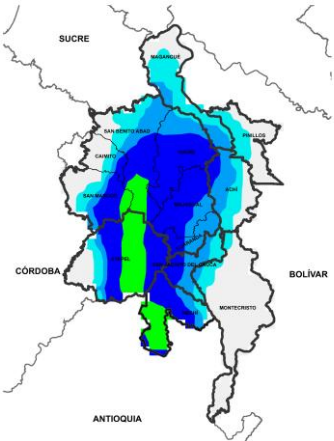 SUCRE
MAGANGUÉ
SAN BENITO ABAD
PINILLOS
CAIMITO
ACHÍ
SAN MARCOS
CÓRDOBA
BOLÍVAR
MONTECRISTO
ANTIOQUIA